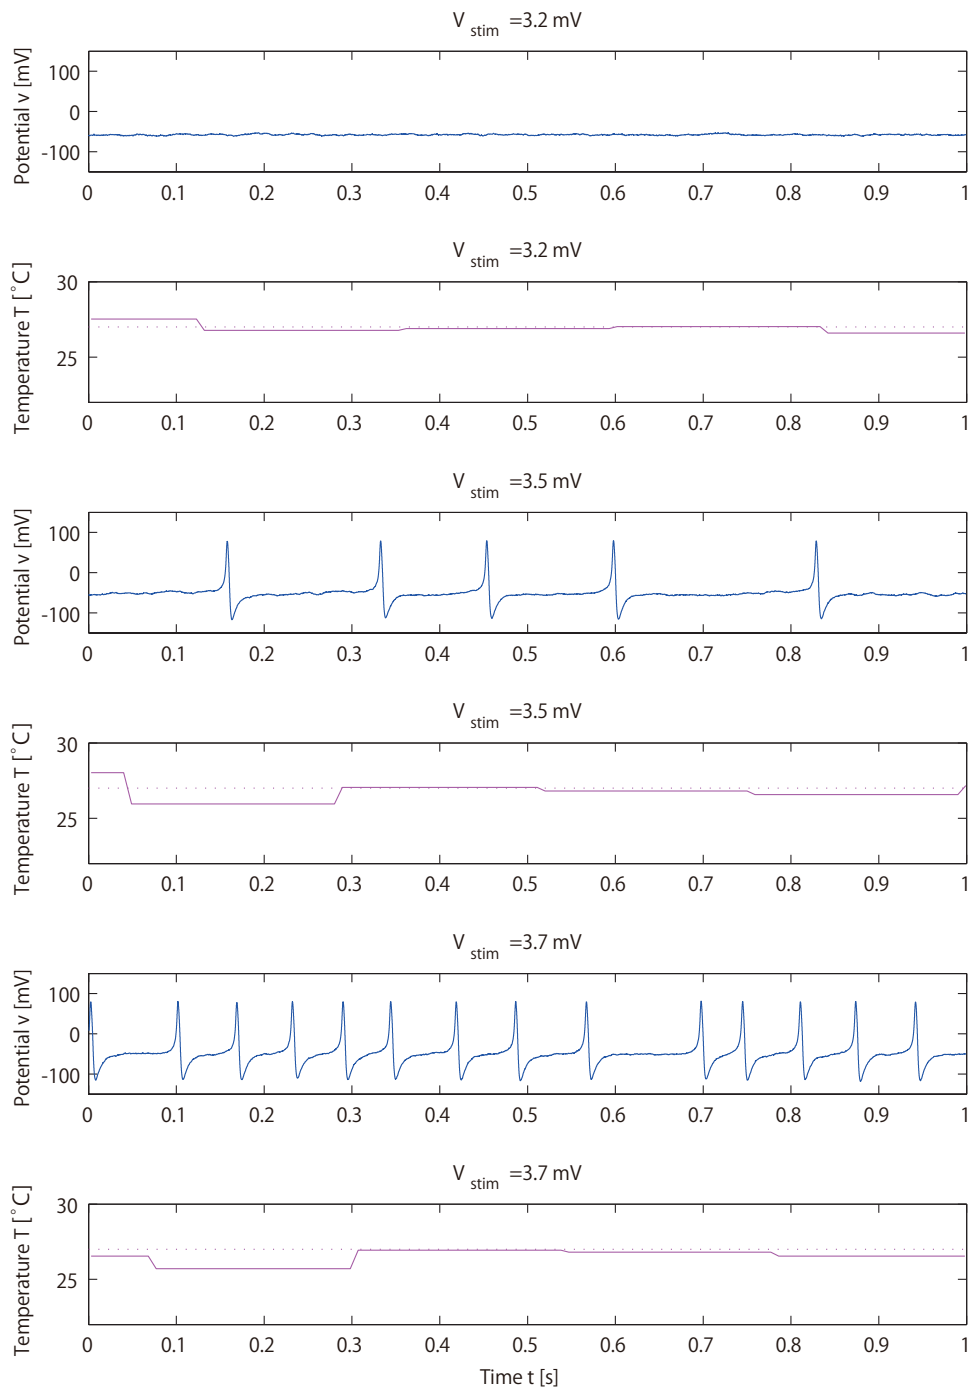 V stim =3.2 mV
Potential v [mV]
100
0
-100
0 0.1 0.2 0.3 0.4 0.5 0.6 0.7 0.8 0.9 1
V stim =3.2 mV
Temperature T [˚C]
30
25
0 0.1 0.2 0.3 0.4 0.5 0.6 0.7 0.8 0.9 1
V stim =3.5 mV
Potential v [mV]
100
0
-100
0 0.1 0.2 0.3 0.4 0.5 0.6 0.7 0.8 0.9 1
V stim =3.5 mV
Temperature T [˚C]
30
25
0 0.1 0.2 0.3 0.4 0.5 0.6 0.7 0.8 0.9 1
V stim =3.7 mV
Potential v [mV]
100
0
-100
0 0.1 0.2 0.3 0.4 0.5 0.6 0.7 0.8 0.9 1
V stim =3.7 mV
Temperature T [˚C]
30
25
0 0.1 0.2 0.3 0.4 0.5 0.6 0.7 0.8 0.9 1
Time t [s]